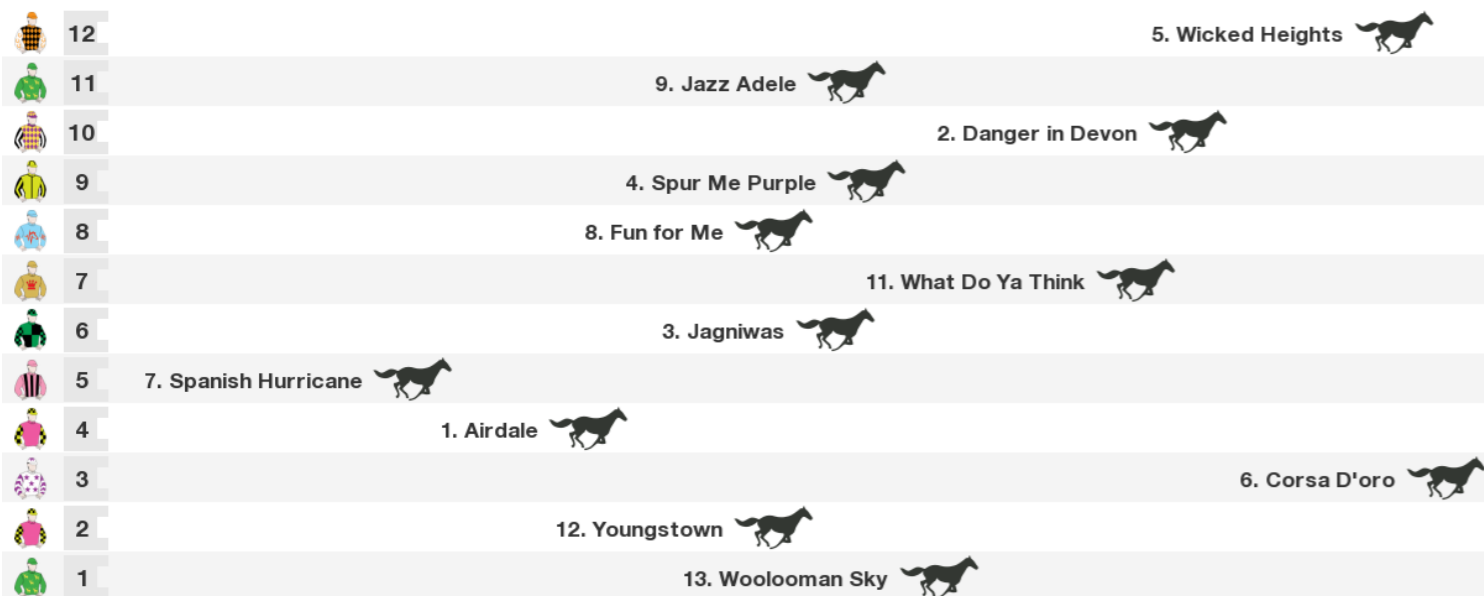 12 5. Wicked Heights
11 9. Jazz Adele
10 2. Danger in Devon
9 4. Spur Me Purple
8 8. Fun for Me
7 11. What Do Ya Think
6 3. Jagniwas
5 7. Spanish Hurricane
4 1. Airdale
3 6. Corsa D'oro
2 12. Youngstown
1 13. Woolooman Sky